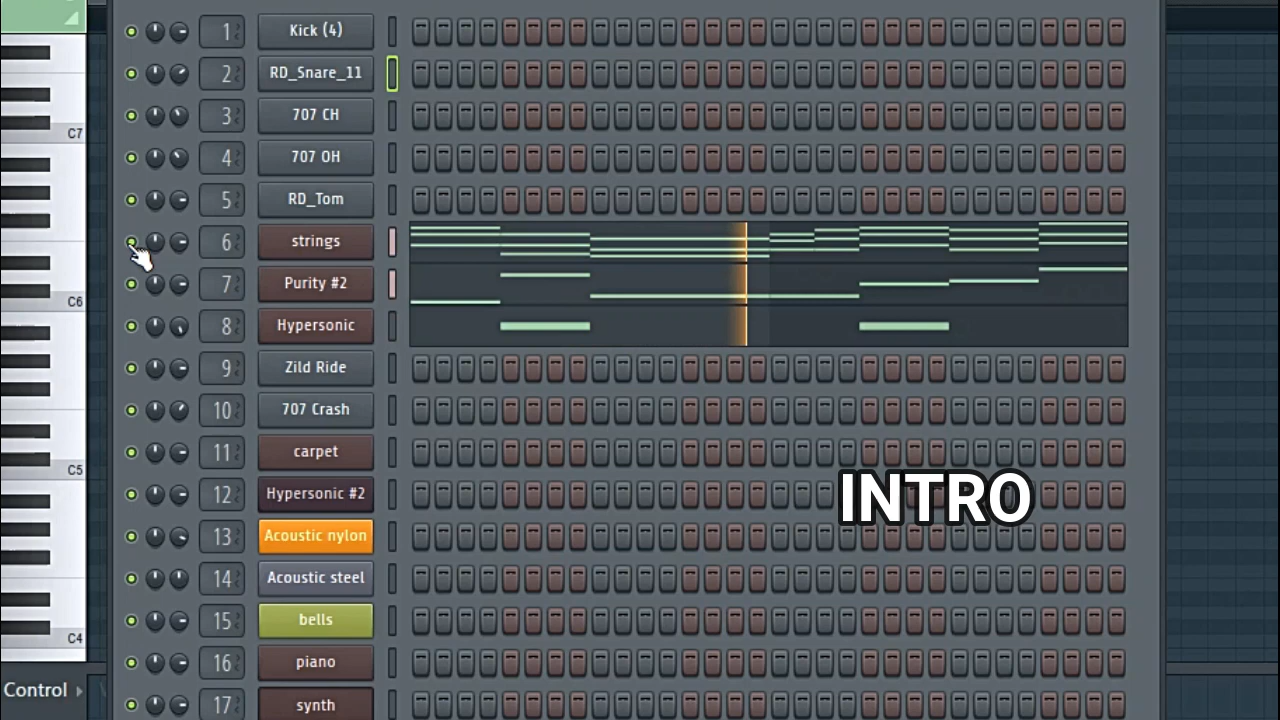 1 Kick (4)
2 RD_Snare_11
3 707 CH
C7
4 707 OH
5 RD_Tom
6 strings
7 Purity #2
C6
8 Hypersonic
9 Zild Ride
10 707 Crash
11 carpet
C5
12 Hypersonic #2
INTRO
13 Acoustic nylon
14 Acoustic steel
15 bells
C4
16 piano
Control
17 synth